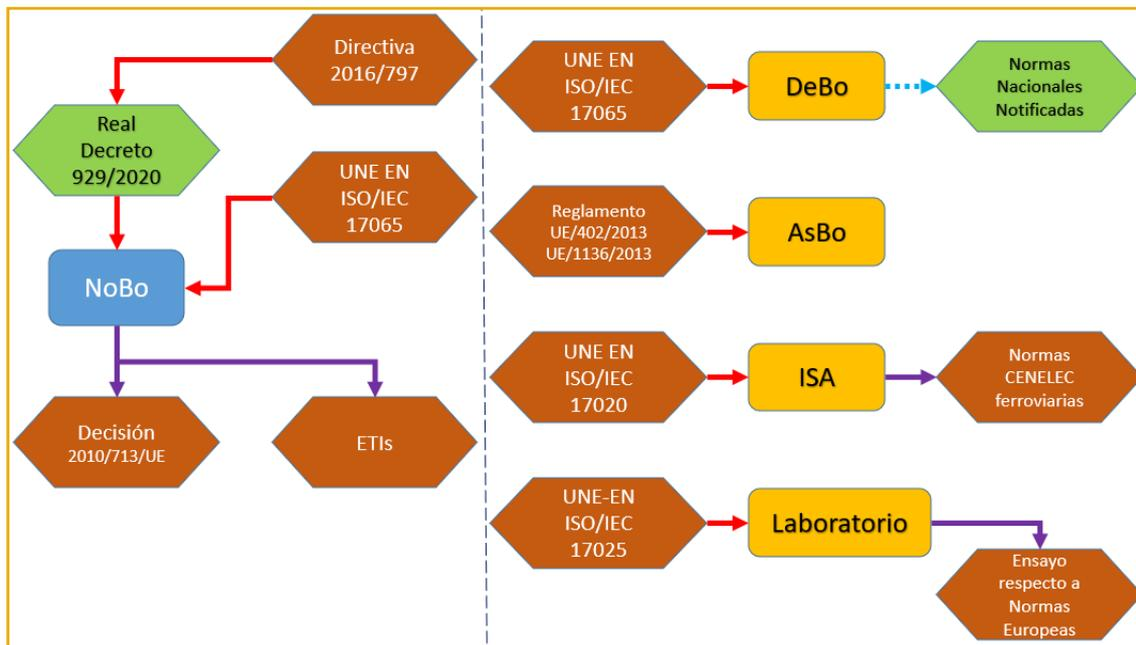 Directiva
2016/797
Real
Decreto
929/2020
UNE EN
ISO/IEC
17065
NoBo
Decisión
2010/713/UE
ETIs
UNE EN
ISO/IEC
17065
DeBo
Normas
Nacionales
Notificadas
Reglamento
UE/402/2013
UE/1136/2013
AsBo
UNE EN
ISO/IEC
17020
ISA
Normas
CENELEC
ferroviarias
UNE-EN
ISO/IEC
17025
Laboratorio
Ensayo
respecto a
Normas
Europeas